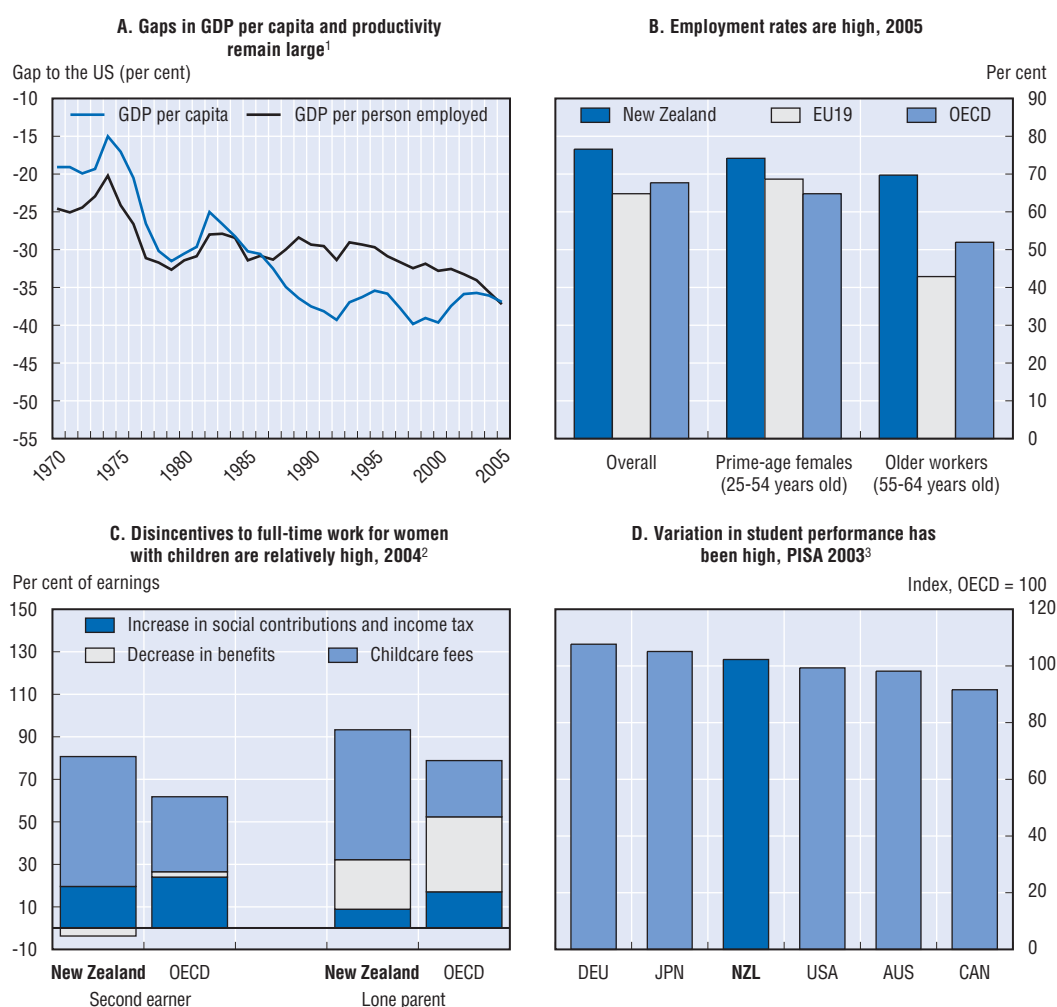 A. Gaps in GDP per capita and productivity
remain large¹
Gap to the US (per cent)
GDP per capita
GDP per person employed
-10
-15
-20
-25
-30
-35
-40
-45
-50
-55
1970
1975
1980
1985
1990
1995
2000
2005
B. Employment rates are high, 2005
Per cent
New Zealand
EU19
OECD
90
80
70
60
50
40
30
20
10
0
Overall
Prime-age females
(25-54 years old)
Older workers
(55-64 years old)
C. Disincentives to full-time work for women
with children are relatively high, 2004²
Per cent of earnings
Increase in social contributions and income tax
Decrease in benefits
Childcare fees
150
130
110
90
70
50
30
10
-10
New Zealand
OECD
New Zealand
OECD
Second earner
Lone parent
D. Variation in student performance has
been high, PISA 2003³
Index, OECD = 100
120
100
80
60
40
20
0
DEU
JPN
NZL
USA
AUS
CAN